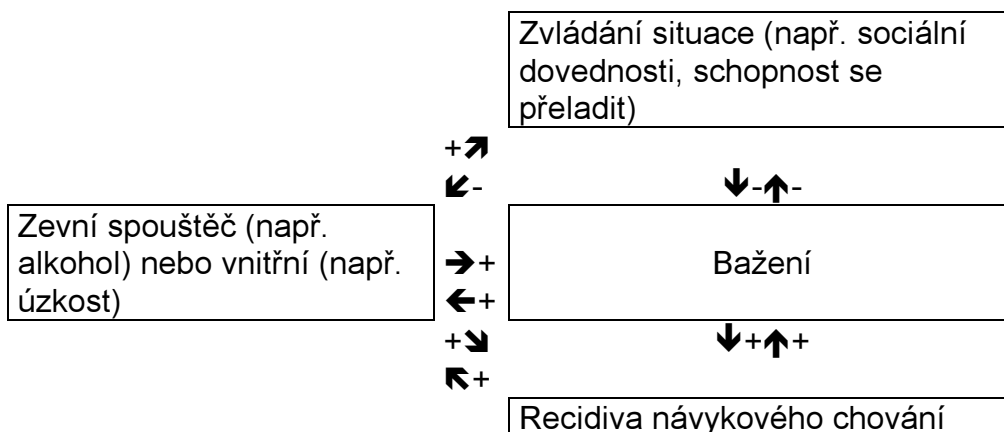 Zvládání situace (např. sociální
dovednosti, schopnost se
přeladit)
+🡽
🡿-
🡻-🡹-
Zevní spouštěč (např.
alkohol) nebo vnitřní (např.
úzkost)
🡺+
🡸+
Bažení
+🡾
🡼+
🡻+🡹+
Recidiva návykového chování